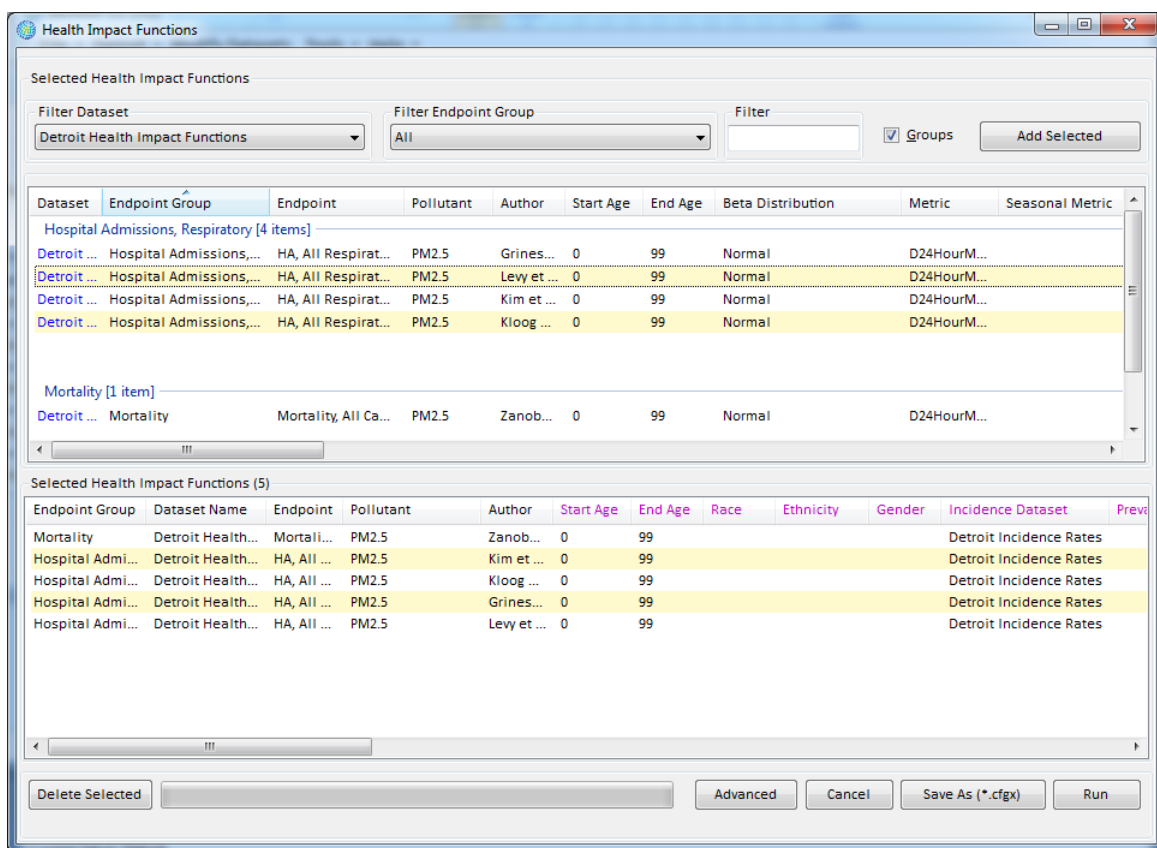 Health Impact Functions
Selected Health Impact Functions
Filter Dataset Filter Endpoint Group Filter
Detroit Health Impact Functions All Groups Add Selected
Dataset Endpoint Group Endpoint Pollutant Author Start Age End Age Beta Distribution Metric Seasonal Metric
Hospital Admissions, Respiratory [4 items]
Detroit ... Hospital Admissions,... HA, All Respirat... PM2.5 Grines... 0 99 Normal D24HourM...
Detroit ... Hospital Admissions,... HA, All Respirat... PM2.5 Levy et ... 0 99 Normal D24HourM...
Detroit ... Hospital Admissions,... HA, All Respirat... PM2.5 Kim et ... 0 99 Normal D24HourM...
Detroit ... Hospital Admissions,... HA, All Respirat... PM2.5 Kloog ... 0 99 Normal D24HourM...
Mortality [1 item]
Detroit ... Mortality Mortality, All Ca... PM2.5 Zanob... 0 99 Normal D24HourM...
Selected Health Impact Functions (5)
Endpoint Group Dataset Name Endpoint Pollutant Author Start Age End Age Race Ethnicity Gender Incidence Dataset Preva
Mortality Detroit Health... Mortali... PM2.5 Zanob... 0 99 Detroit Incidence Rates
Hospital Admi... Detroit Health... HA, All ... PM2.5 Kim et ... 0 99 Detroit Incidence Rates
Hospital Admi... Detroit Health... HA, All ... PM2.5 Kloog ... 0 99 Detroit Incidence Rates
Hospital Admi... Detroit Health... HA, All ... PM2.5 Grines... 0 99 Detroit Incidence Rates
Hospital Admi... Detroit Health... HA, All ... PM2.5 Levy et ... 0 99 Detroit Incidence Rates
Delete Selected Advanced Cancel Save As (*.cfgx) Run